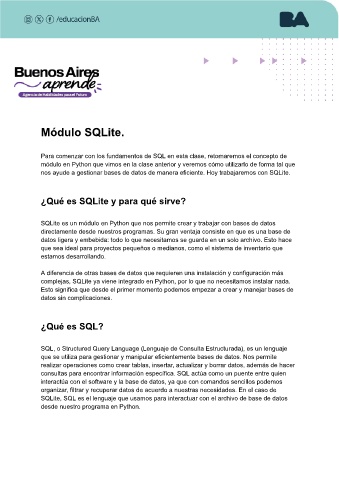 /educacionBA
BA
Buenos Aires
aprende
Agencia de Habilidades para el Futuro
Módulo SQLite.
Para comenzar con los fundamentos de SQL en esta clase, retomaremos el concepto de
módulo en Python que vimos en la clase anterior y veremos cómo utilizarlo de forma tal que
nos ayude a gestionar bases de datos de manera eficiente. Hoy trabajaremos con SQLite.
¿Qué es SQLite y para qué sirve?
SQLite es un módulo en Python que nos permite crear y trabajar con bases de datos
directamente desde nuestros programas. Su gran ventaja consiste en que es una base de
datos ligera y embebida: todo lo que necesitamos se guarda en un solo archivo. Esto hace
que sea ideal para proyectos pequeños o medianos, como el sistema de inventario que
estamos desarrollando.
A diferencia de otras bases de datos que requieren una instalación y configuración más
complejas, SQLite ya viene integrado en Python, por lo que no necesitamos instalar nada.
Esto significa que desde el primer momento podemos empezar a crear y manejar bases de
datos sin complicaciones.
¿Qué es SQL?
SQL, o Structured Query Language (Lenguaje de Consulta Estructurada), es un lenguaje
que se utiliza para gestionar y manipular eficientemente bases de datos. Nos permite
realizar operaciones como crear tablas, insertar, actualizar y borrar datos, además de hacer
consultas para encontrar información específica. SQL actúa como un puente entre quien
interactúa con el software y la base de datos, ya que con comandos sencillos podemos
organizar, filtrar y recuperar datos de acuerdo a nuestras necesidades. En el caso de
SQLite, SQL es el lenguaje que usamos para interactuar con el archivo de base de datos
desde nuestro programa en Python.